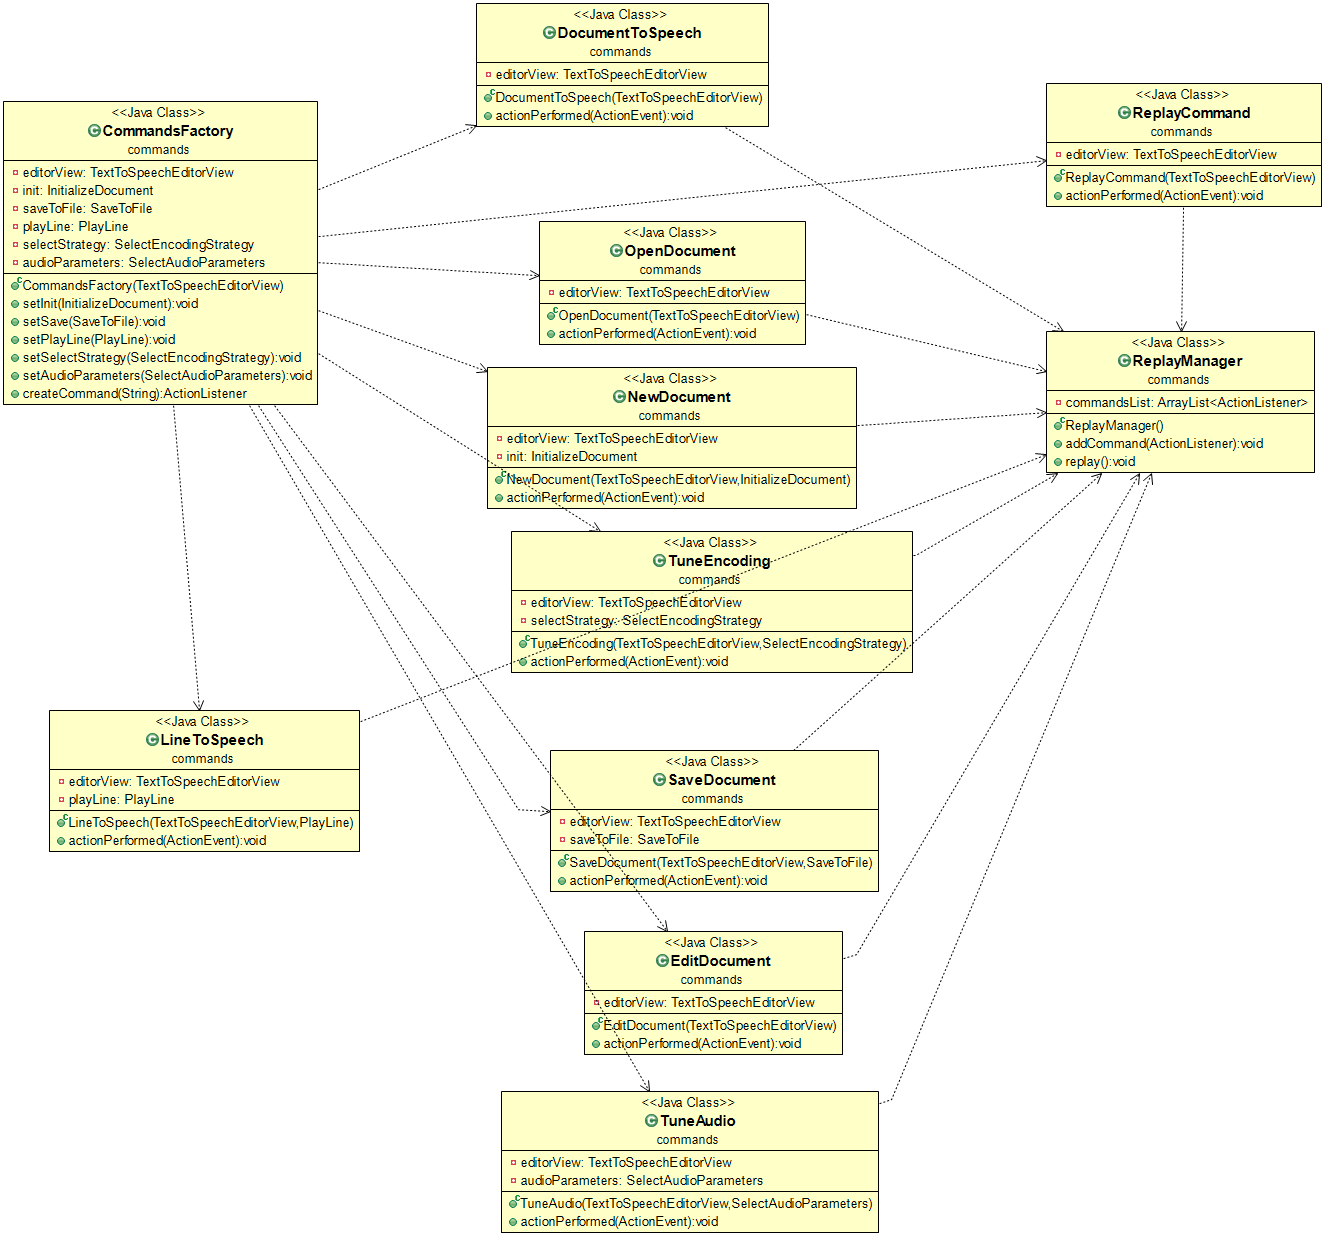 <<Java Class>>
DocumentToSpeech
commands
editorView: TextToSpeechEditorView
DocumentToSpeech(TextToSpeechEditorView)
actionPerformed(ActionEvent):void
<<Java Class>>
CommandsFactory
commands
editorView: TextToSpeechEditorView
init: InitializeDocument
saveToFile: SaveToFile
playLine: PlayLine
selectStrategy: SelectEncodingStrategy
audioParameters: SelectAudioParameters
CommandsFactory(TextToSpeechEditorView)
setInit(InitializeDocument):void
setSave(SaveToFile):void
setPlayLine(PlayLine):void
setSelectStrategy(SelectEncodingStrategy):void
setAudioParameters(SelectAudioParameters):void
createCommand(String):ActionListener
<<Java Class>>
ReplayCommand
commands
editorView: TextToSpeechEditorView
ReplayCommand(TextToSpeechEditorView)
actionPerformed(ActionEvent):void
<<Java Class>>
OpenDocument
commands
editorView: TextToSpeechEditorView
OpenDocument(TextToSpeechEditorView)
actionPerformed(ActionEvent):void
<<Java Class>>
ReplayManager
commands
commandsList: ArrayList<ActionListener>
ReplayManager()
addCommand(ActionListener):void
replay():void
<<Java Class>>
NewDocument
commands
editorView: TextToSpeechEditorView
init: InitializeDocument
NewDocument(TextToSpeechEditorView,InitializeDocument)
actionPerformed(ActionEvent):void
<<Java Class>>
TuneEncoding
commands
editorView: TextToSpeechEditorView
selectStrategy: SelectEncodingStrategy
TuneEncoding(TextToSpeechEditorView,SelectEncodingStrategy)
actionPerformed(ActionEvent):void
<<Java Class>>
LineToSpeech
commands
editorView: TextToSpeechEditorView
playLine: PlayLine
LineToSpeech(TextToSpeechEditorView,PlayLine)
actionPerformed(ActionEvent):void
<<Java Class>>
SaveDocument
commands
editorView: TextToSpeechEditorView
saveToFile: SaveToFile
SaveDocument(TextToSpeechEditorView,SaveToFile)
actionPerformed(ActionEvent):void
<<Java Class>>
EditDocument
commands
editorView: TextToSpeechEditorView
EditDocument(TextToSpeechEditorView)
actionPerformed(ActionEvent):void
<<Java Class>>
TuneAudio
commands
editorView: TextToSpeechEditorView
audioParameters: SelectAudioParameters
TuneAudio(TextToSpeechEditorView,SelectAudioParameters)
actionPerformed(ActionEvent):void